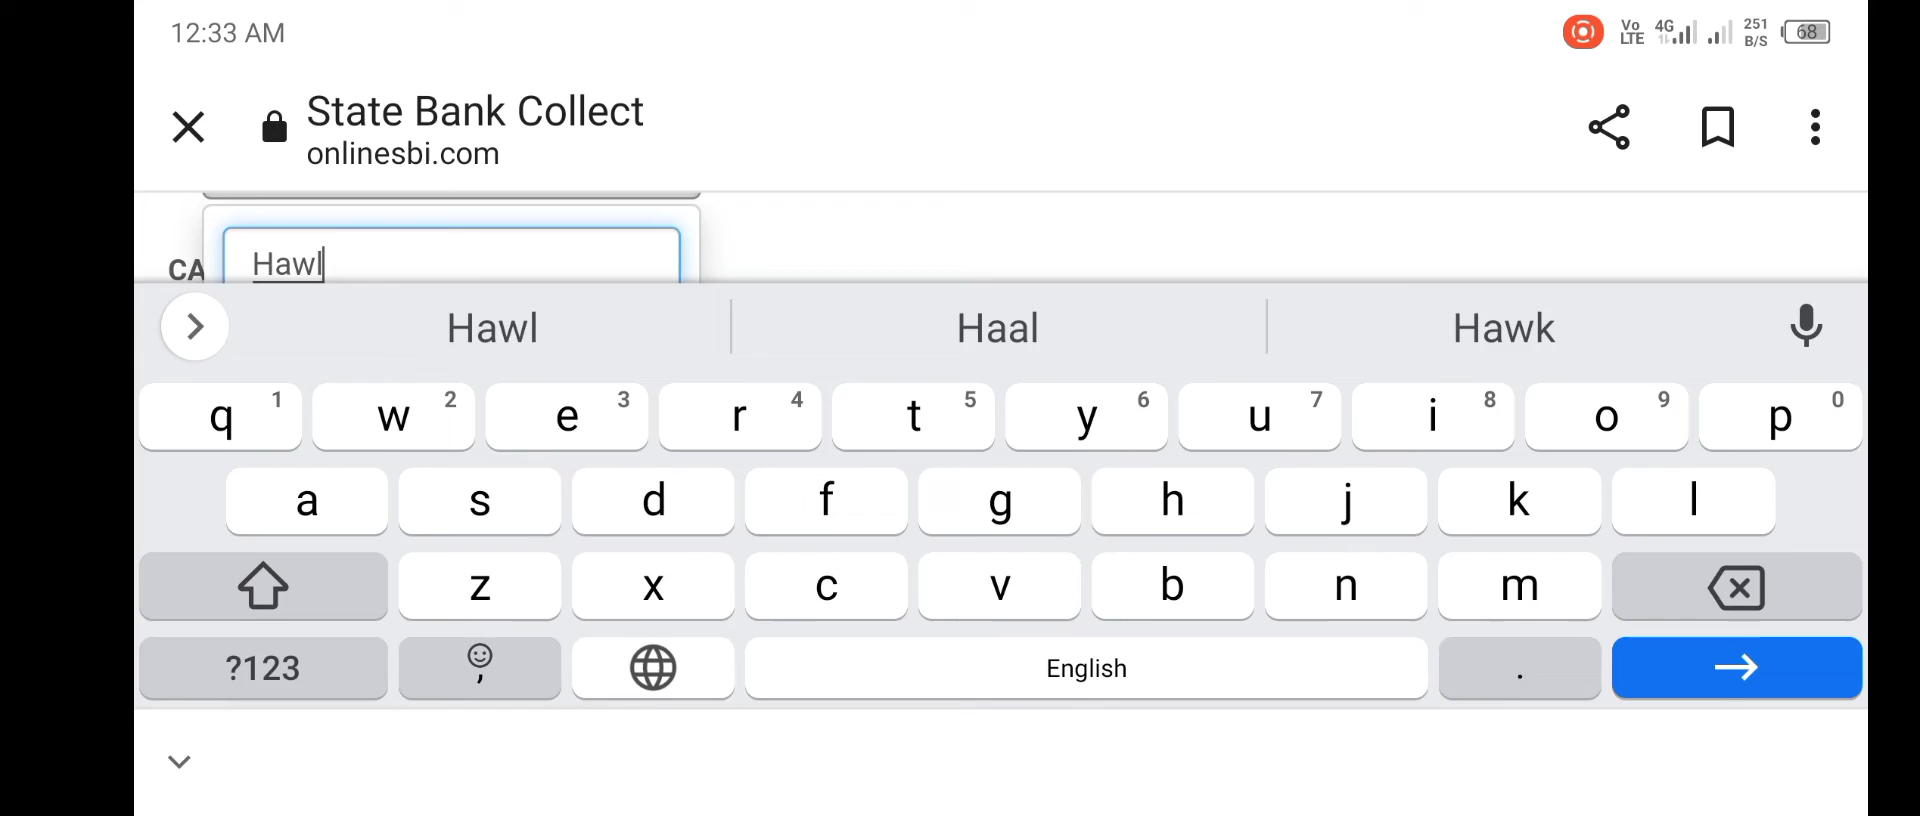 12:33 AM
Vo LTE 4G 251 B/S 68
State Bank Collect
onlinesbi.com
CA
Hawl
Hawl Haal Hawk
q 1 w 2 e 3 r 4 t 5 y 6 u 7 i 8 o 9 p 0
a s d f g h j k l
z x c v b n m
?123 , English .